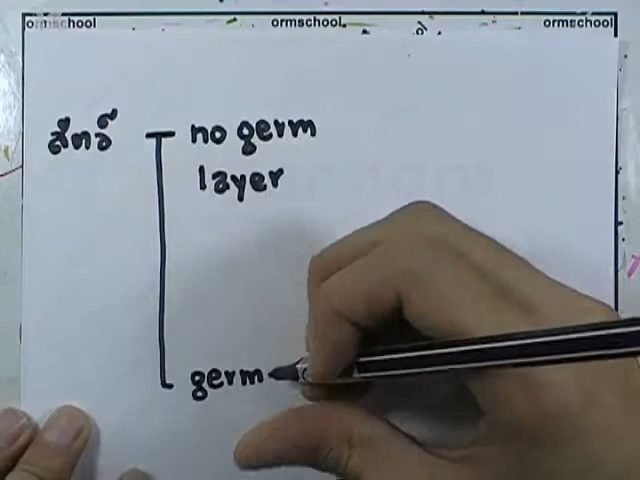 ormschool ormschool ormschool
สัตว์ no germ
layer
germ